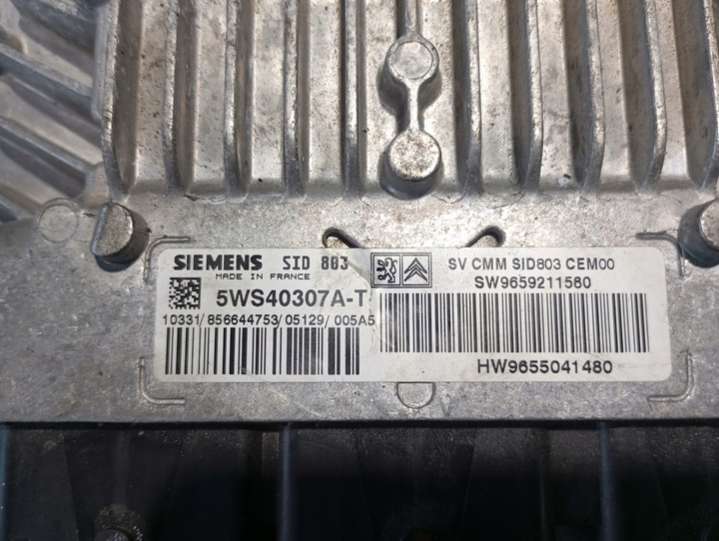 SIEMENS SID 803
MADE IN FRANCE
5WS40307A-T
10331/856644753/05129/005A5
SV CMM SID803 CEM00
SW9659211580
HW9655041480